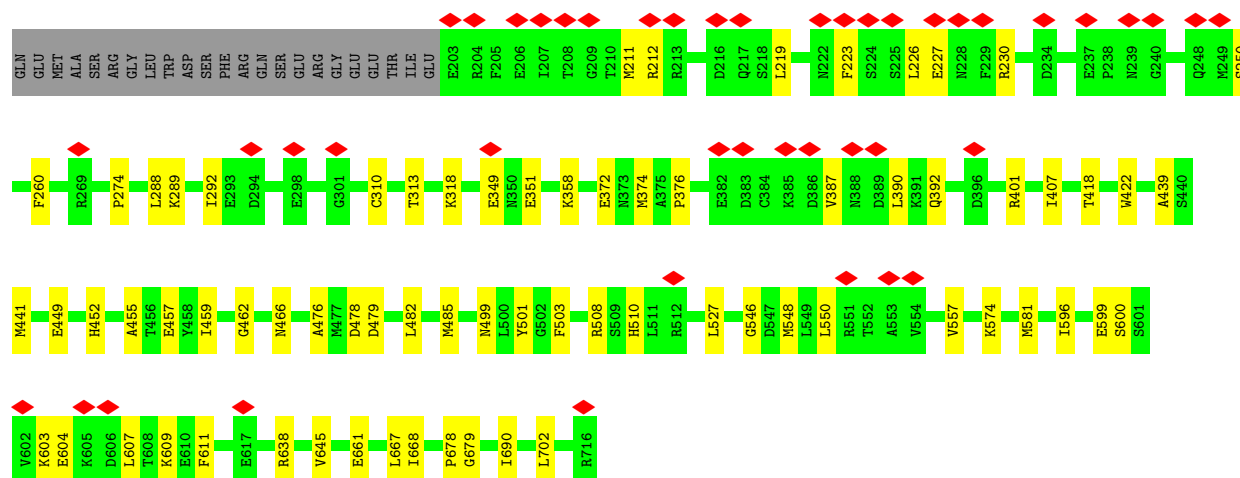 GLN GLU MET ALA SER ARG GLY LEU TRP ASP SER PHE ARG GLN SER GLU ARG GLY GLU GLU THR ILE GLU E203 R204 F205 E206 I207 T208 G209 T210 M211 R212 R213 D216 Q217 S218 L219 N222 F223 S224 S225 L226 E227 N228 F229 R230 D234 E237 P238 N239 G240 Q248 M249 S250
F260 R269 P274 L288 K289 I292 E293 D294 E298 G301 C310 T313 K318 E349 N350 E351 K358 E372 N373 M374 A375 P376 E382 D383 C384 K385 D386 V387 N388 D389 L390 K391 Q392 D396 R401 I407 T418 W422 A439 S440
M441 E449 H452 A455 T456 E457 Y458 I459 G462 N466 A476 M477 D478 D479 L482 M485 N499 L500 Y501 G502 F503 R508 S509 H510 L511 R512 L527 G546 D547 M548 L549 L550 R551 T552 A553 V554 V557 K574 M581 I596 E599 S600 S601
V602 K603 E604 K605 D606 L607 T608 K609 E610 F611 E617 R638 V645 E661 L667 I668 P678 G679 I690 L702 R716